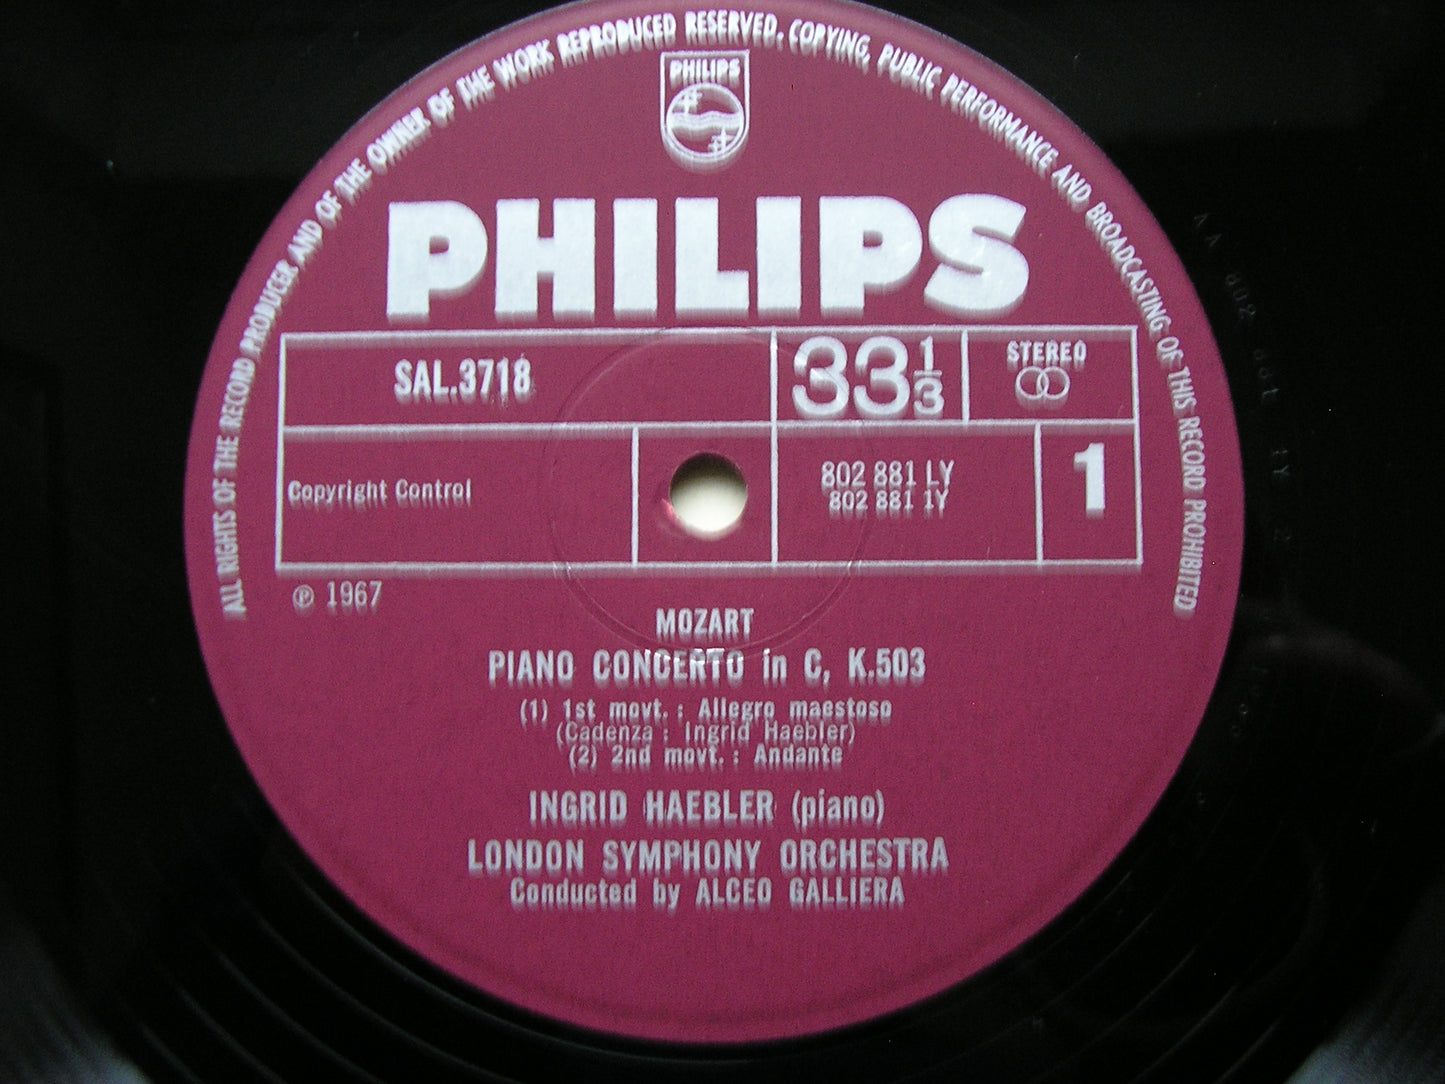 ALL RIGHTS OF THE RECORD PRODUCER AND OF THE OWNER OF THE WORK REPRODUCED RESERVED. COPYING, PUBLIC PERFORMANCE AND BROADCASTING OF THIS RECORD PROHIBITED
PHILIPS
PHILIPS
SAL.3718
33 1/3
STEREO
Copyright Control
802 881 LY
802 881 1Y
1
℗ 1967
MOZART
PIANO CONCERTO in C, K.503
(1) 1st movt. : Allegro maestoso
(Cadenza : Ingrid Haebler)
(2) 2nd movt. : Andante
INGRID HAEBLER (piano)
LONDON SYMPHONY ORCHESTRA
Conducted by ALCEO GALLIERA